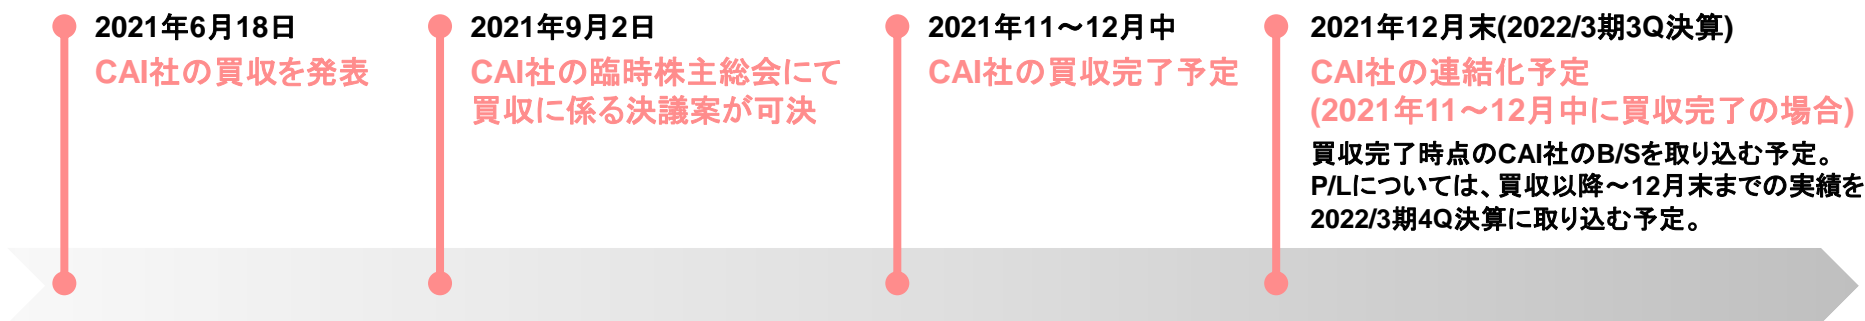 2021年6月18日
CAI社の買収を発表
2021年9月2日
CAI社の臨時株主総会にて
買収に係る決議案が可決
2021年11～12月中
CAI社の買収完了予定
2021年12月末(2022/3期3Q決算)
CAI社の連結化予定
(2021年11～12月中に買収完了の場合)
買収完了時点のCAI社のB/Sを取り込む予定。
P/Lについては、買収以降～12月末までの実績を
2022/3期4Q決算に取り込む予定。